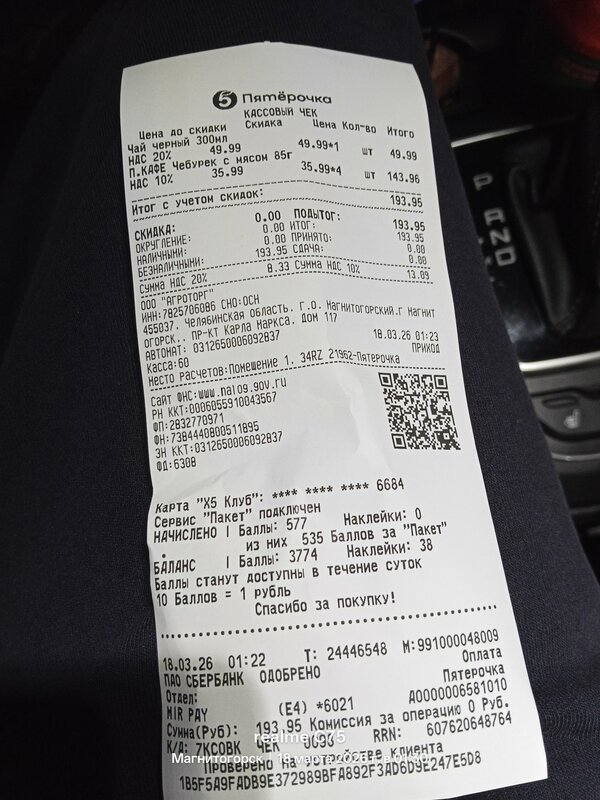 5 Пятёрочка
КАССОВЫЙ ЧЕК
Цена до скидки Скидка Цена Кол-во Итого
Чай черный 300мл
НДС 20% 49.99 49.99*1 шт 49.99
П.КАФЕ Чебурек с мясом 85г
НДС 10% 35.99 35.99*4 шт 143.96
Итог с учетом скидок: 193.95
СКИДКА: 0.00 ПОДЫТОГ: 193.95
ОКРУГЛЕНИЕ: 0.00 ИТОГ: 193.95
НАЛИЧНЫМИ: 0.00 ПРИНЯТО: 0.00
БЕЗНАЛИЧНЫМИ: 193.95 СДАЧА: 0.00
Сумма НДС 20% 8.33 Сумма НДС 10% 13.09
ООО "АГРОТОРГ"
ИНН:7825706086 СНО:ОСН
455037, Челябинская область, Г.О. Магнитогорский,г Магнит
огорск,, пр-кт Карла Маркса, дом 117
АВТОМАТ: 0312650006092837 18.03.26 01:23
Касса:60 ПРИХОД
Место расчетов:Помещение 1, 34RZ 21962-Пятерочка
Сайт ФНС:www.nalog.gov.ru
РН ККТ:0006055910043567
ФП:2832770971
ФН:7384440800511895
ЗН ККТ:0312650006092837
ФД:6308
Карта "X5 Клуб": **** **** **** 6684
Сервис "Пакет" подключен
НАЧИСЛЕНО | Баллы: 577 Наклейки: 0
. из них 535 Баллов за "Пакет"
БАЛАНС | Баллы: 3774 Наклейки: 38
Баллы станут доступны в течение суток
10 Баллов = 1 рубль
Спасибо за покупку!
18.03.26 01:22 Т: 24446548 М:991000048009
ПАО СБЕРБАНК ОДОБРЕНО Оплата
Отдел: Пятерочка
MIR PAY (E4) *6021 A0000006581010
Сумма(Руб): 193.95 Комиссия за операцию 0 Руб.
К/А: 7КС0ВК ЧЕК 0093 RRN: 607620648764
Проверено на устройстве клиента
1B5F5A9FADB9E372989BFA892F3AD6D9E247E5D8
realme C75
Магнитогорск
P
R
N
D